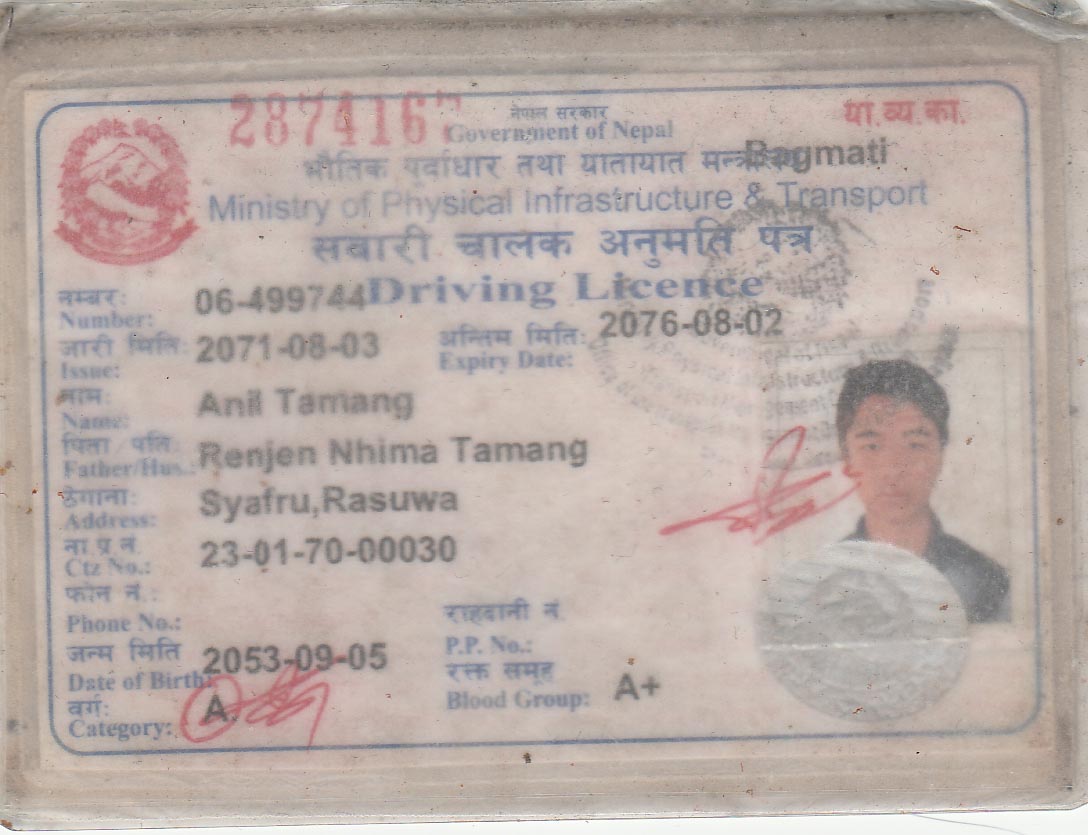 287416
नेपाल सरकार
या.व्य.का.
Government of Nepal
भौतिक पूर्वाधार तथा यातायात
Bagmati
Ministry of Physical Infrastructure & Transport
सवारी चालक अनुमति पत्र
Driving Licence
नम्बर:
Number: 06-499744
जारी मिति:
Issue: 2071-08-03
अन्तिम मिति:
Expiry Date: 2076-08-02
नाम:
Name: Anil Tamang
पिता/पति:
Father/Hus.: Renjen Nhima Tamang
ठेगाना:
Address: Syafru,Rasuwa
ना.प्र.नं.
Ctz No.: 23-01-70-00030
फोन नं.:
Phone No.:
राहदानी नं.
P.P. No.:
जन्म मिति
Date of Birth: 2053-09-05
रक्त समूह
Blood Group: A+
वर्ग:
Category: A.